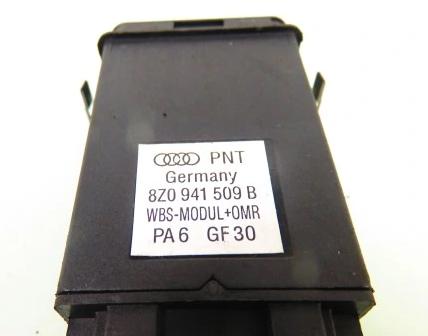 PNT
Germany
8Z0 941 509 B
WBS-MODUL+OMR
PA6 GF30